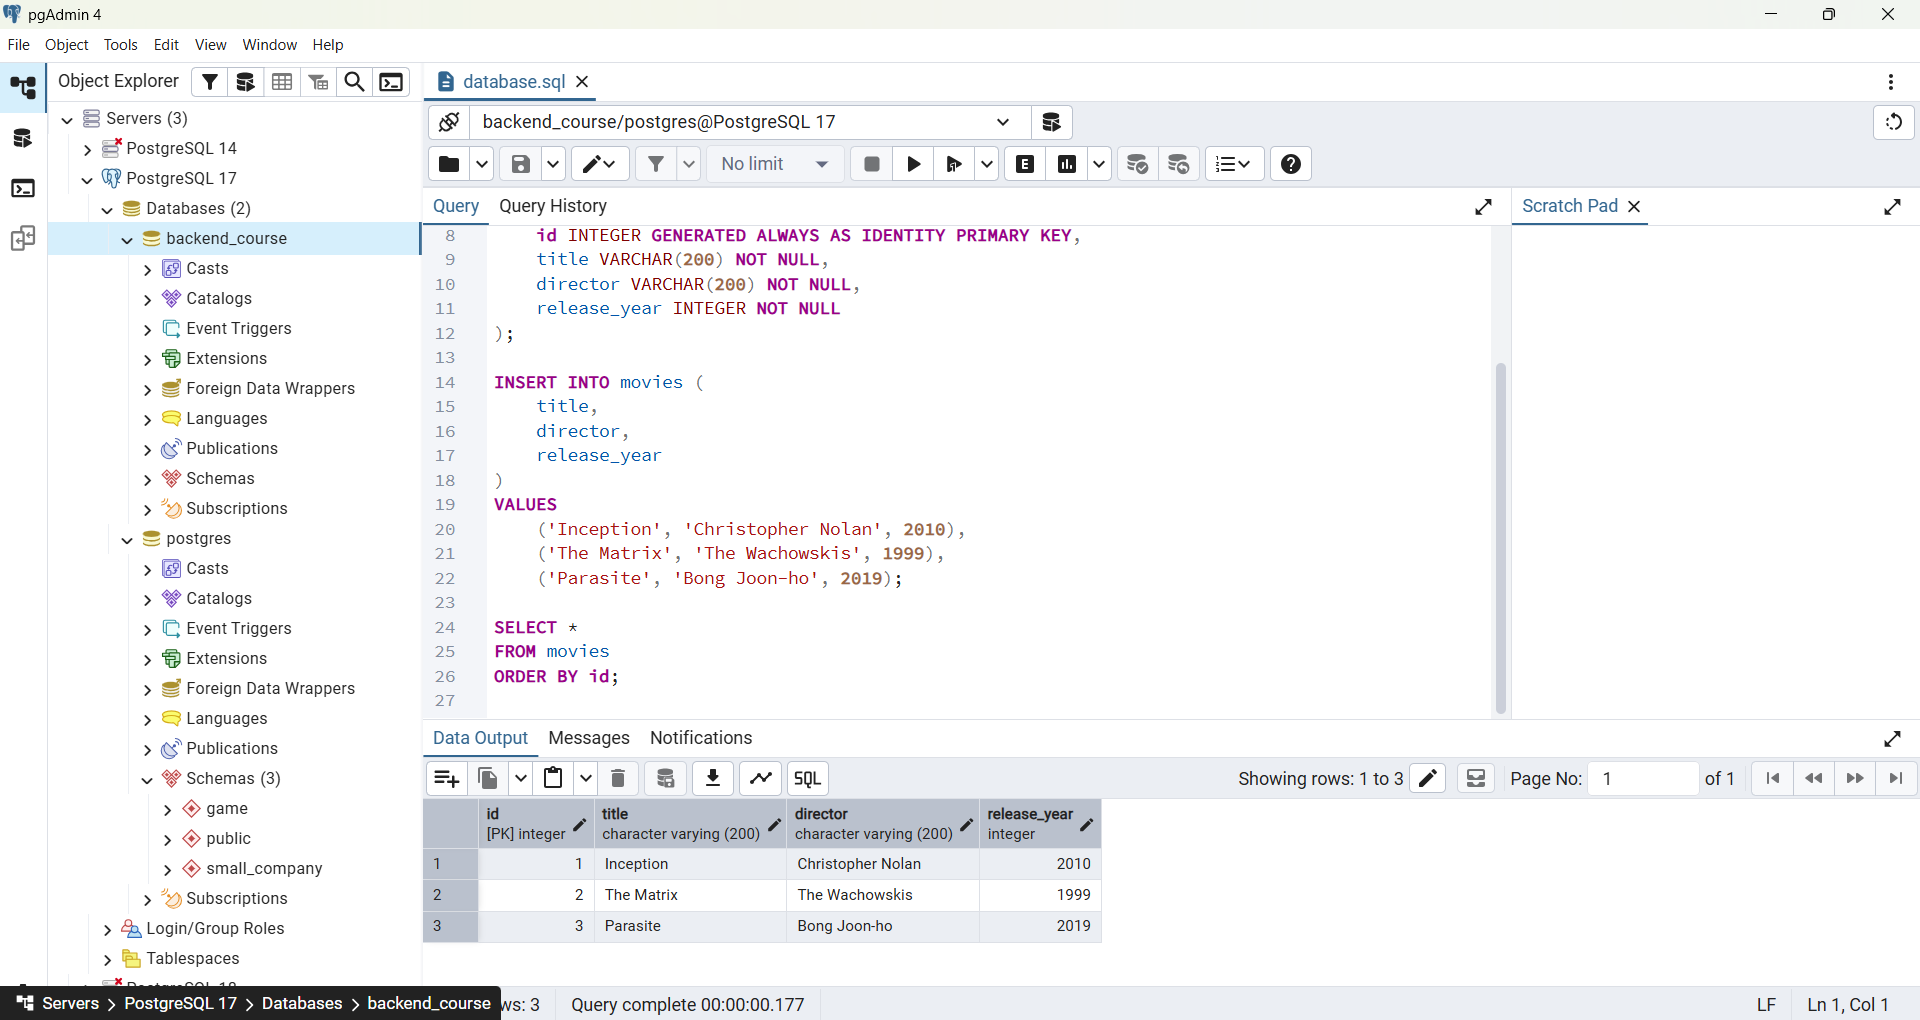 pgAdmin 4
File Object Tools Edit View Window Help
Object Explorer
database.sql
Servers (3)
PostgreSQL 14
PostgreSQL 17
Databases (2)
backend_course
Casts
Catalogs
Event Triggers
Extensions
Foreign Data Wrappers
Languages
Publications
Schemas
Subscriptions
postgres
Casts
Catalogs
Event Triggers
Extensions
Foreign Data Wrappers
Languages
Publications
Schemas (3)
game
public
small_company
Subscriptions
Login/Group Roles
Tablespaces
backend_course/postgres@PostgreSQL 17
No limit
E
Query Query History
Scratch Pad
8 id INTEGER GENERATED ALWAYS AS IDENTITY PRIMARY KEY,
9 title VARCHAR(200) NOT NULL,
10 director VARCHAR(200) NOT NULL,
11 release_year INTEGER NOT NULL
12 );
13
14 INSERT INTO movies (
15 title,
16 director,
17 release_year
18 )
19 VALUES
20 ('Inception', 'Christopher Nolan', 2010),
21 ('The Matrix', 'The Wachowskis', 1999),
22 ('Parasite', 'Bong Joon-ho', 2019);
23
24 SELECT *
25 FROM movies
26 ORDER BY id;
27
Data Output Messages Notifications
SQL
Showing rows: 1 to 3
Page No: 1 of 1
id title director release_year
[PK] integer character varying (200) character varying (200) integer
1 1 Inception Christopher Nolan 2010
2 2 The Matrix The Wachowskis 1999
3 3 Parasite Bong Joon-ho 2019
Servers > PostgreSQL 17 > Databases > backend_course
3 Query complete 00:00:00.177 LF Ln 1, Col 1